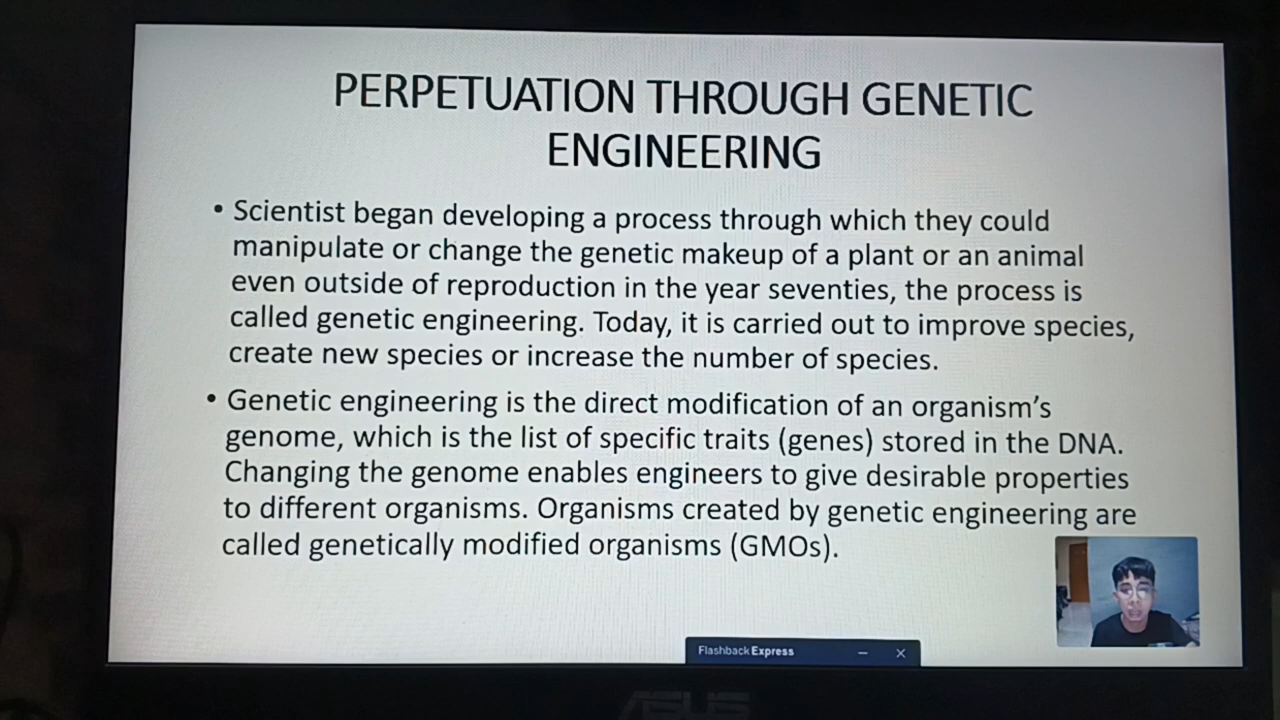 PERPETUATION THROUGH GENETIC
ENGINEERING
• Scientist began developing a process through which they could
manipulate or change the genetic makeup of a plant or an animal
even outside of reproduction in the year seventies, the process is
called genetic engineering. Today, it is carried out to improve species,
create new species or increase the number of species.
• Genetic engineering is the direct modification of an organism's
genome, which is the list of specific traits (genes) stored in the DNA.
Changing the genome enables engineers to give desirable properties
to different organisms. Organisms created by genetic engineering are
called genetically modified organisms (GMOs).
Flashback Express
ASUS